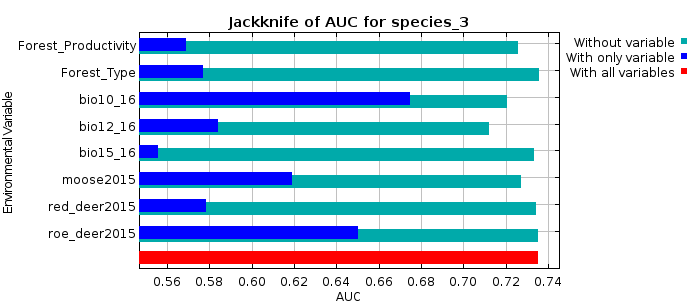 Jackknife of AUC for species_3
Environmental Variable
Forest_Productivity
Forest_Type
bio10_16
bio12_16
bio15_16
moose2015
red_deer2015
roe_deer2015
Without variable
With only variable
With all variables
0.56 0.58 0.60 0.62 0.64 0.66 0.68 0.70 0.72 0.74
AUC